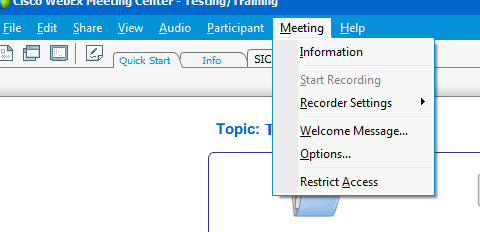 Cisco WebEx Meeting Center - Testing/Training
File Edit Share View Audio Participant Meeting Help
Quick Start Info SIC
Information
Start Recording
Recorder Settings
Welcome Message...
Options...
Restrict Access
Topic: T